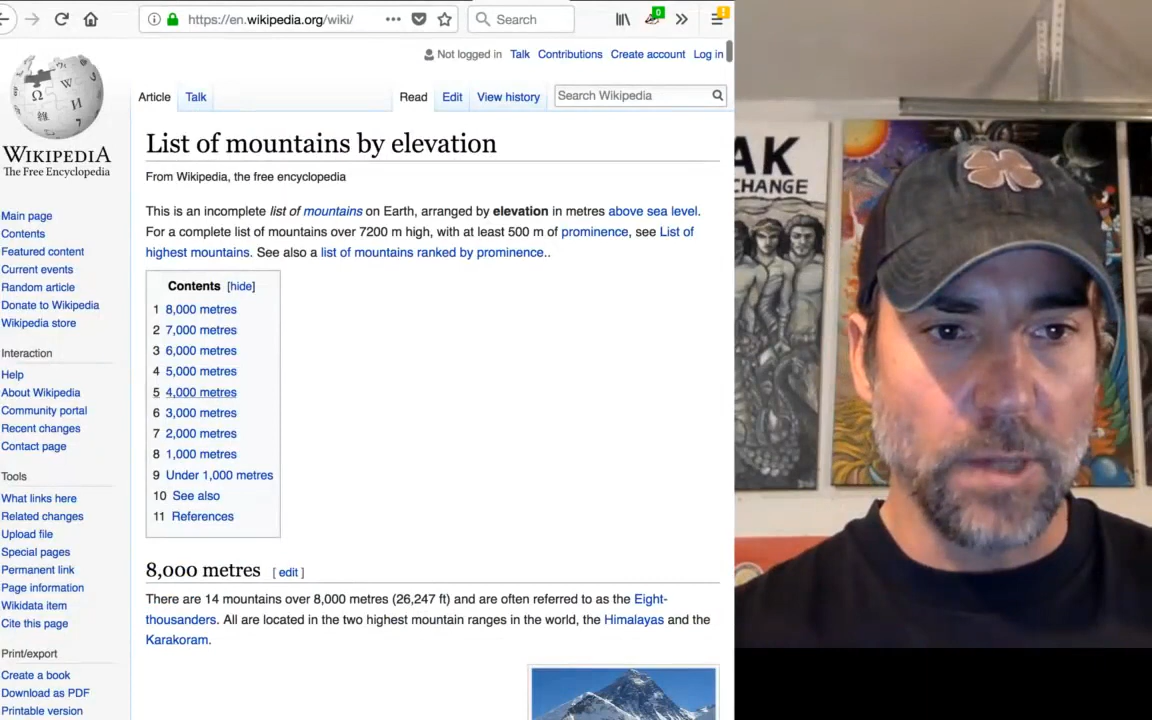 https://en.wikipedia.org/wiki/
Search
0
Not logged in Talk Contributions Create account Log in
Article Talk Read Edit View history Search Wikipedia
WIKIPEDIA
The Free Encyclopedia
List of mountains by elevation
From Wikipedia, the free encyclopedia
This is an incomplete list of mountains on Earth, arranged by elevation in metres above sea level.
For a complete list of mountains over 7200 m high, with at least 500 m of prominence, see List of
highest mountains. See also a list of mountains ranked by prominence..
Contents [hide]
1 8,000 metres
2 7,000 metres
3 6,000 metres
4 5,000 metres
5 4,000 metres
6 3,000 metres
7 2,000 metres
8 1,000 metres
9 Under 1,000 metres
10 See also
11 References
8,000 metres [ edit ]
There are 14 mountains over 8,000 metres (26,247 ft) and are often referred to as the Eight-
thousanders. All are located in the two highest mountain ranges in the world, the Himalayas and the
Karakoram.
Main page
Contents
Featured content
Current events
Random article
Donate to Wikipedia
Wikipedia store
Interaction
Help
About Wikipedia
Community portal
Recent changes
Contact page
Tools
What links here
Related changes
Upload file
Special pages
Permanent link
Page information
Wikidata item
Cite this page
Print/export
Create a book
Download as PDF
Printable version
AK
CHANGE